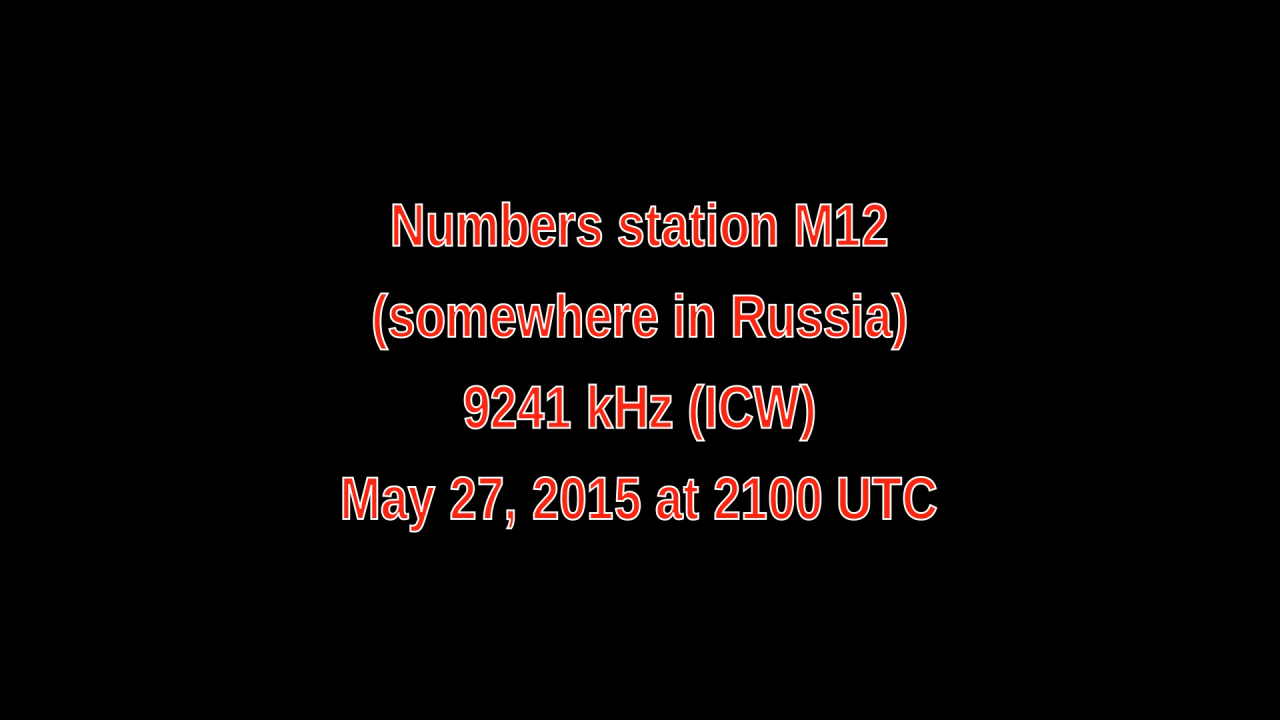 Numbers station M12
(somewhere in Russia)
9241 kHz (ICW)
May 27, 2015 at 2100 UTC